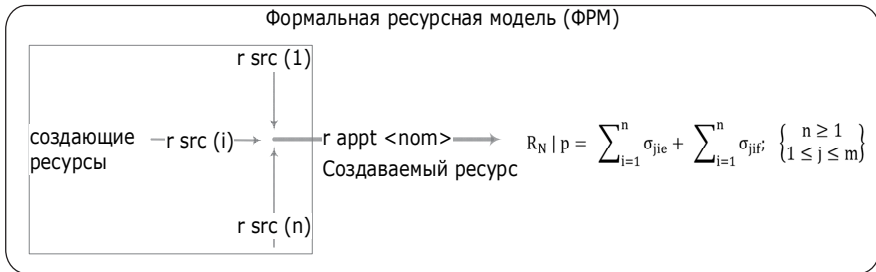 Формальная ресурсная модель (ФРМ)
r src (1)
создающие
ресурсы
r src (i)
r appt <nom>
Создаваемый ресурс
r src (n)
R_N | p = ∑_{i=1}^{n} σ_{jie} + ∑_{i=1}^{n} σ_{jif}; {n ≥ 1
1 ≤ j ≤ m}